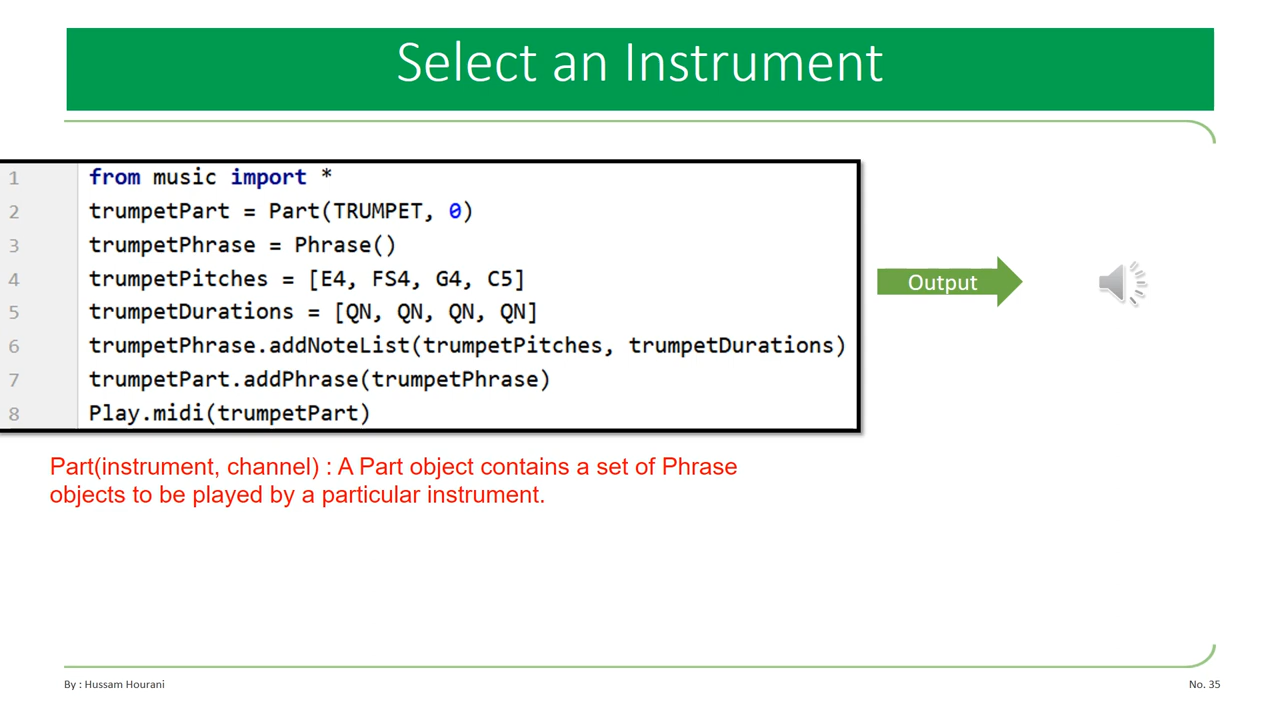 Select an Instrument
1 from music import *
2 trumpetPart = Part(TRUMPET, 0)
3 trumpetPhrase = Phrase()
4 trumpetPitches = [E4, FS4, G4, C5]
5 trumpetDurations = [QN, QN, QN, QN]
6 trumpetPhrase.addNoteList(trumpetPitches, trumpetDurations)
7 trumpetPart.addPhrase(trumpetPhrase)
8 Play.midi(trumpetPart)
Output
Part(instrument, channel) : A Part object contains a set of Phrase
objects to be played by a particular instrument.
By : Hussam Hourani
No. 35